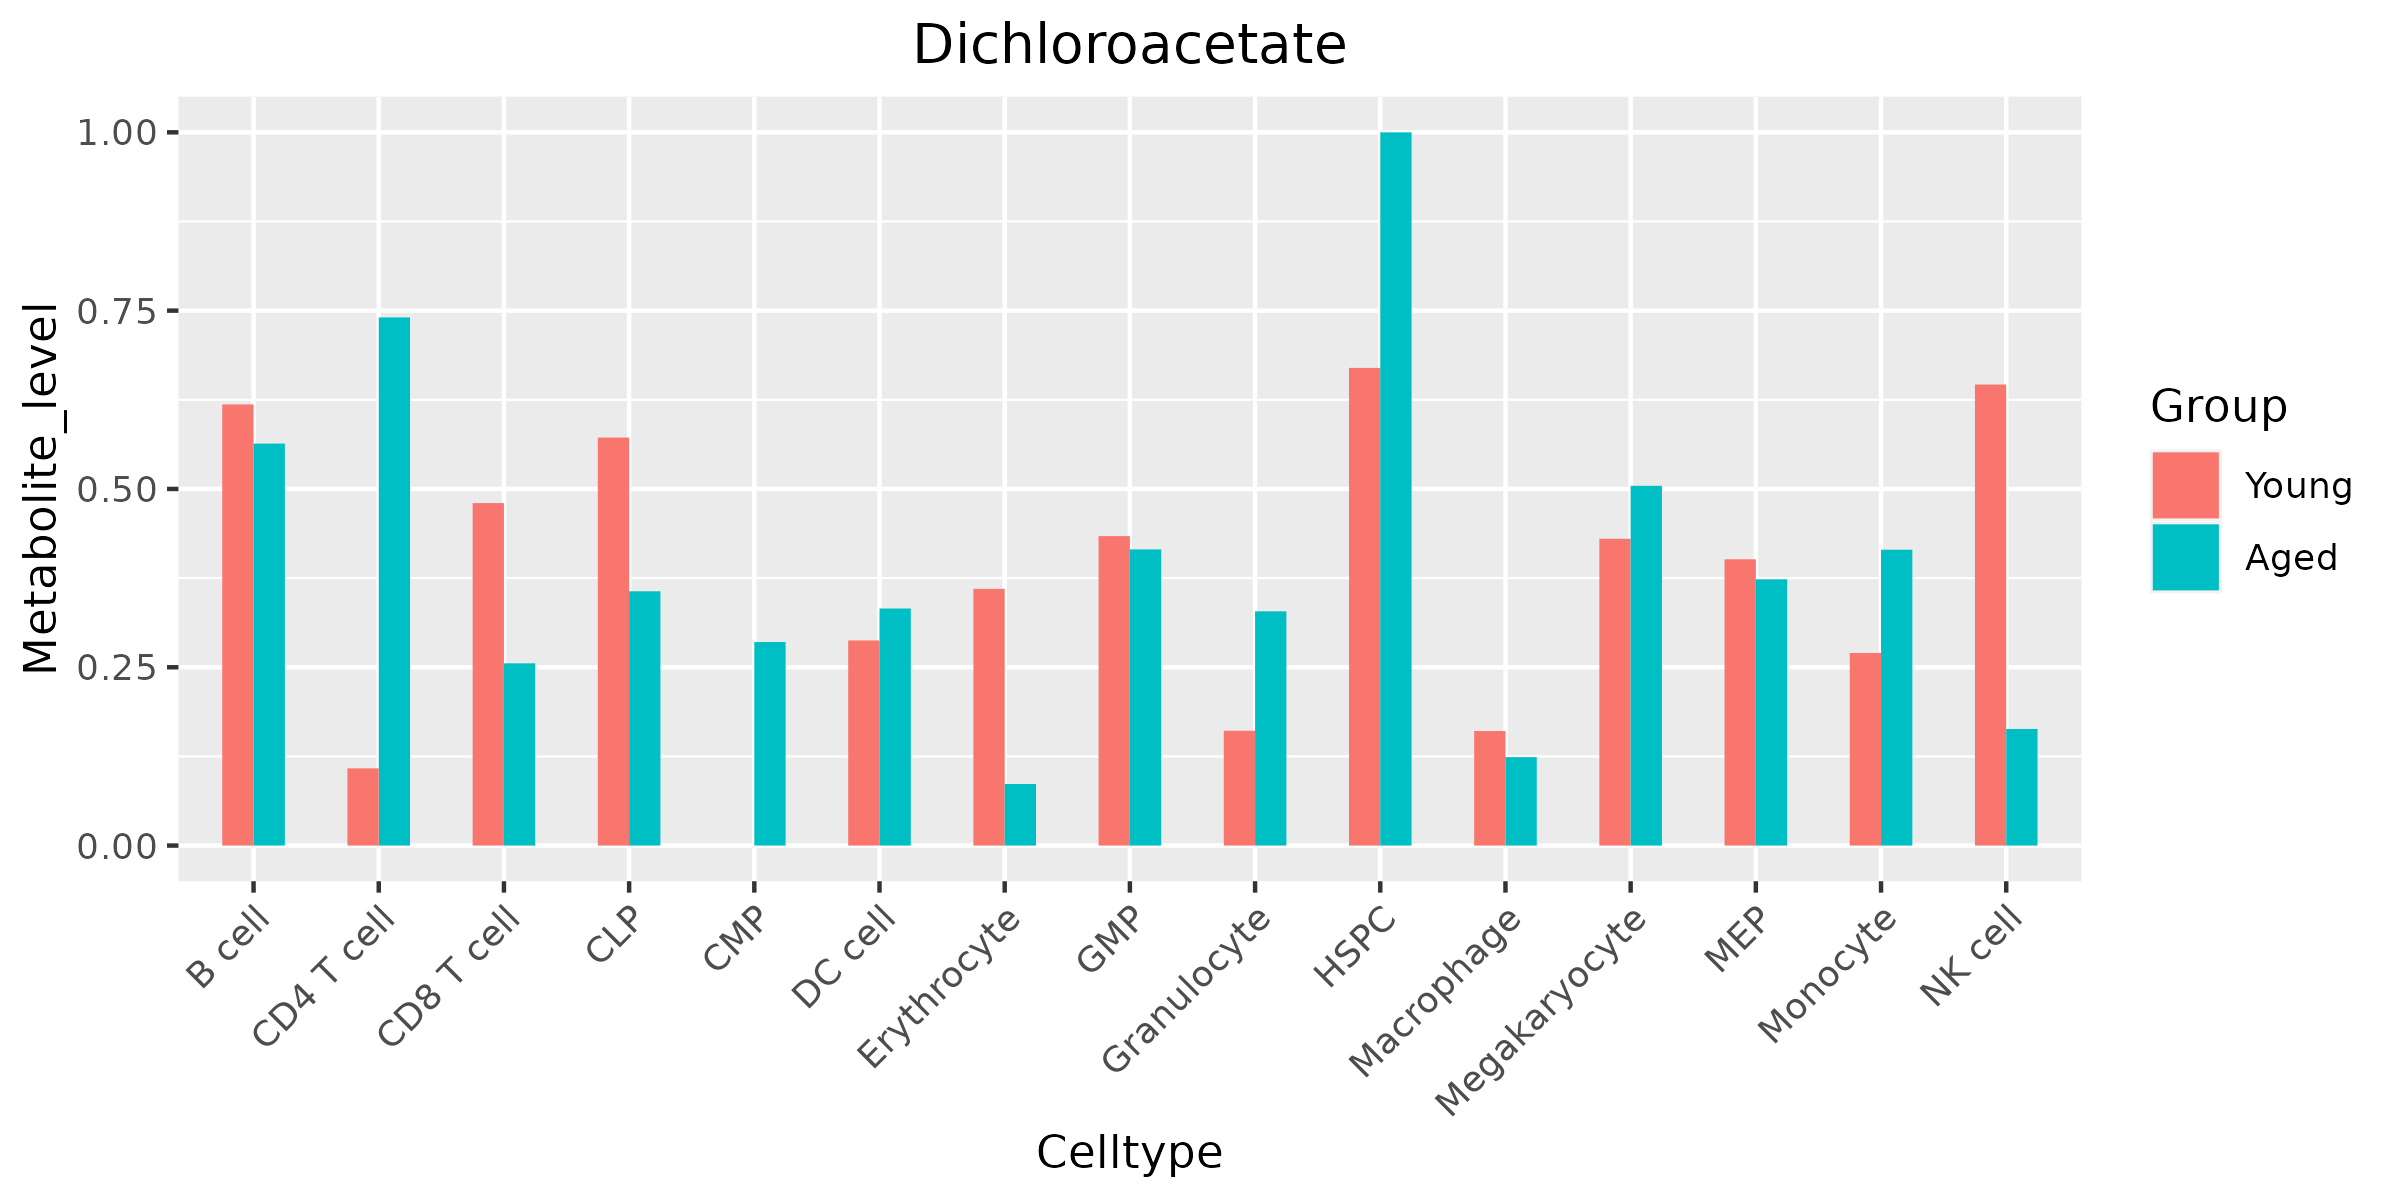 Dichloroacetate
Metabolite_level
1.00
0.75
0.50
0.25
0.00
B cell
CD4 T cell
CD8 T cell
CLP
CMP
DC cell
Erythrocyte
GMP
Granulocyte
HSPC
Macrophage
Megakaryocyte
MEP
Monocyte
NK cell
Celltype
Group
Young
Aged